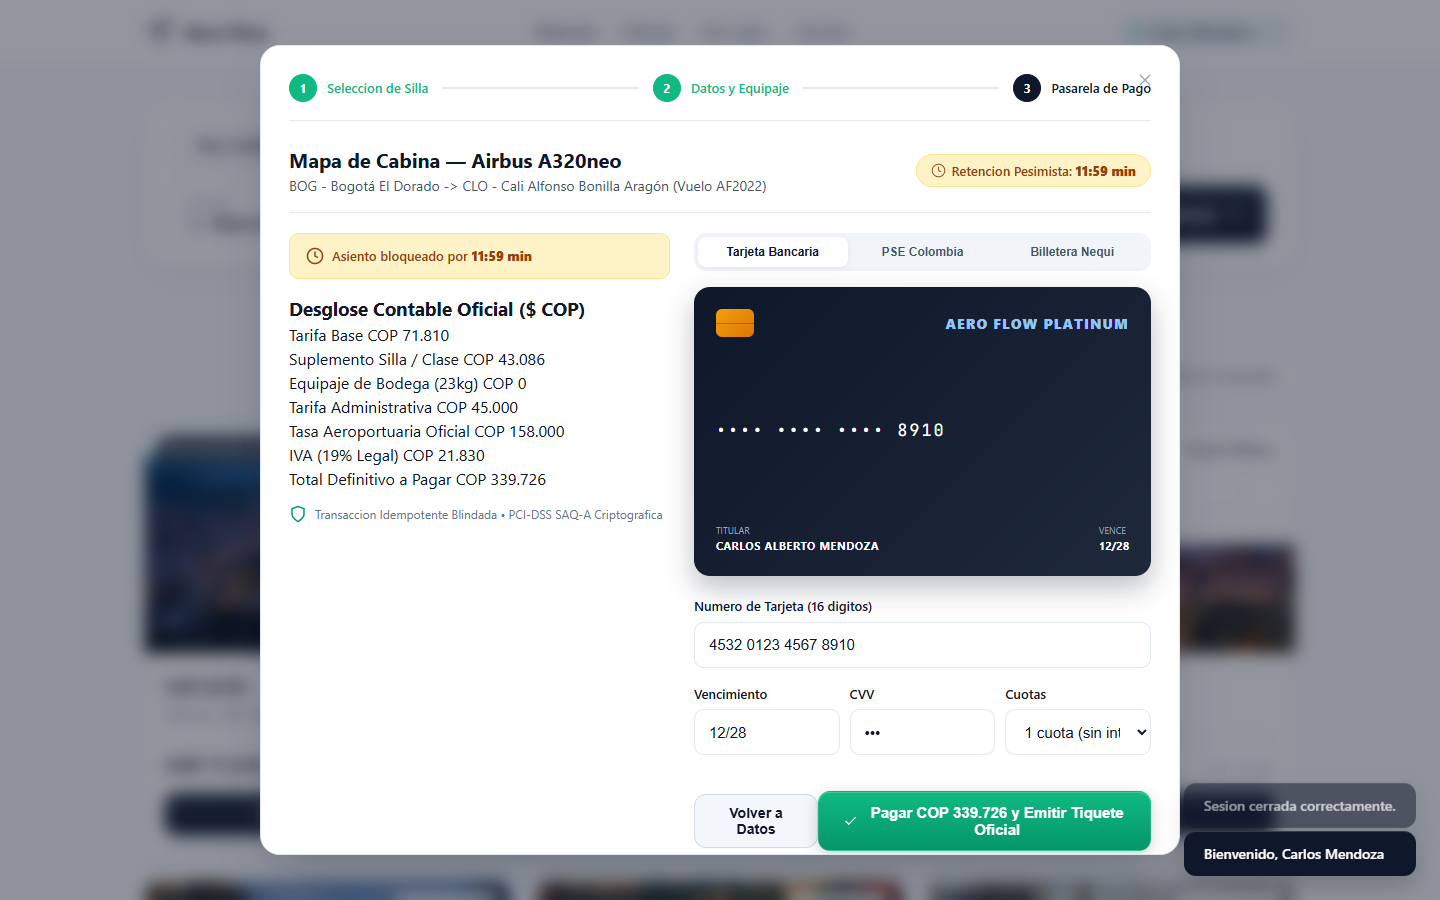 1 Seleccion de Silla
2 Datos y Equipaje
3 Pasarela de Pago
Mapa de Cabina — Airbus A320neo
BOG - Bogotá El Dorado -> CLO - Cali Alfonso Bonilla Aragón (Vuelo AF2022)
Retencion Pesimista: 11:59 min
Asiento bloqueado por 11:59 min
Desglose Contable Oficial ($ COP)
Tarifa Base COP 71.810
Suplemento Silla / Clase COP 43.086
Equipaje de Bodega (23kg) COP 0
Tarifa Administrativa COP 45.000
Tasa Aeroportuaria Oficial COP 158.000
IVA (19% Legal) COP 21.830
Total Definitivo a Pagar COP 339.726
Transaccion Idempotente Blindada • PCI-DSS SAQ-A Criptografica
Tarjeta Bancaria
PSE Colombia
Billetera Nequi
AERO FLOW PLATINUM
•••• •••• •••• 8910
TITULAR
CARLOS ALBERTO MENDOZA
VENCE
12/28
Numero de Tarjeta (16 digitos)
4532 0123 4567 8910
Vencimiento
12/28
CVV
•••
Cuotas
1 cuota (sin int
Volver a
Datos
Pagar COP 339.726 y Emitir Tiquete
Oficial
Sesion cerrada correctamente.
Bienvenido, Carlos Mendoza